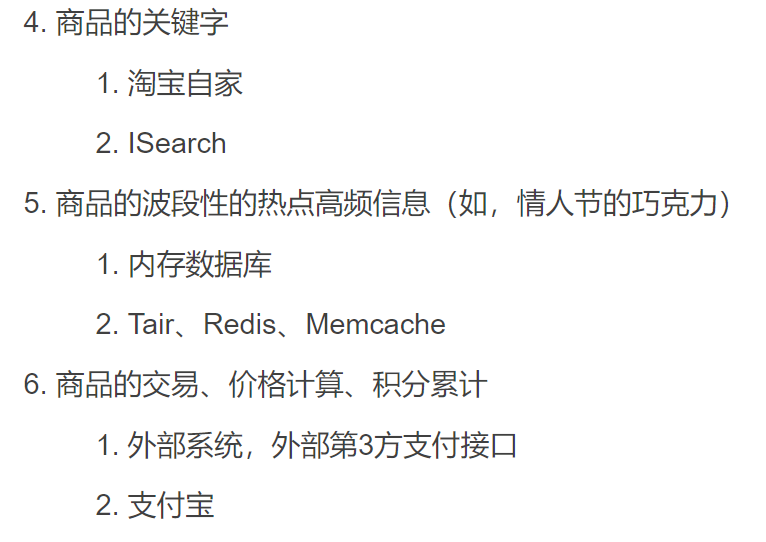 4. 商品的关键字
1. 淘宝自家
2. ISearch
5. 商品的波段性的热点高频信息（如，情人节的巧克力）
1. 内存数据库
2. Tair、Redis、Memcache
6. 商品的交易、价格计算、积分累计
1. 外部系统，外部第3方支付接口
2. 支付宝